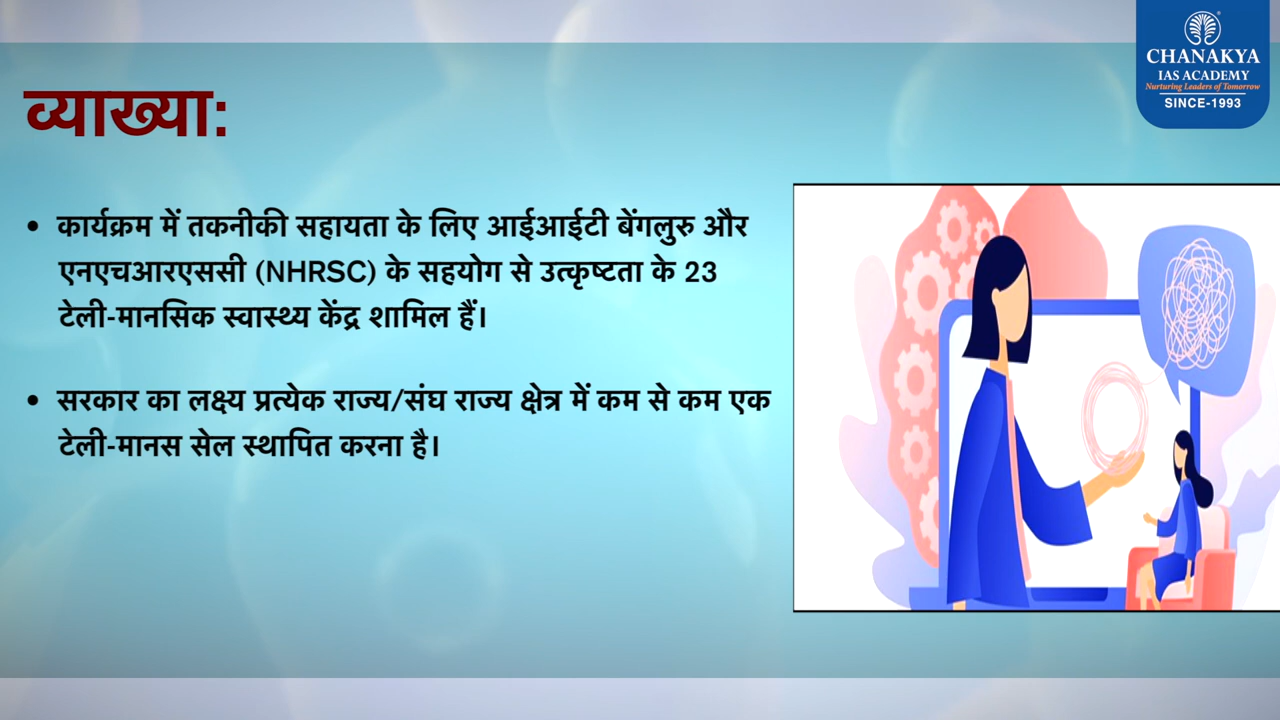 CHANAKYA
IAS ACADEMY
Nurturing Leaders of Tomorrow
SINCE-1993
व्याख्या:
• कार्यक्रम में तकनीकी सहायता के लिए आईआईटी बेंगलुरु और
एनएचआरएससी (NHRSC) के सहयोग से उत्कृष्टता के 23
टेली-मानसिक स्वास्थ्य केंद्र शामिल हैं।
• सरकार का लक्ष्य प्रत्येक राज्य/संघ राज्य क्षेत्र में कम से कम एक
टेली-मानस सेल स्थापित करना है।